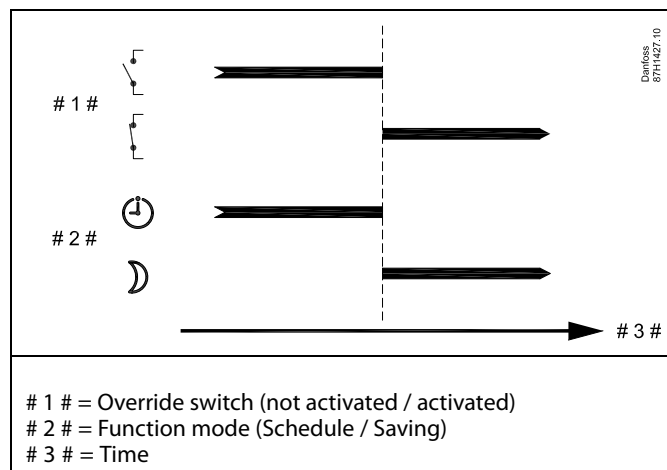 Danfoss
87H1427.10
# 1 #
# 2 #
# 3 #
# 1 # = Override switch (not activated / activated)
# 2 # = Function mode (Schedule / Saving)
# 3 # = Time